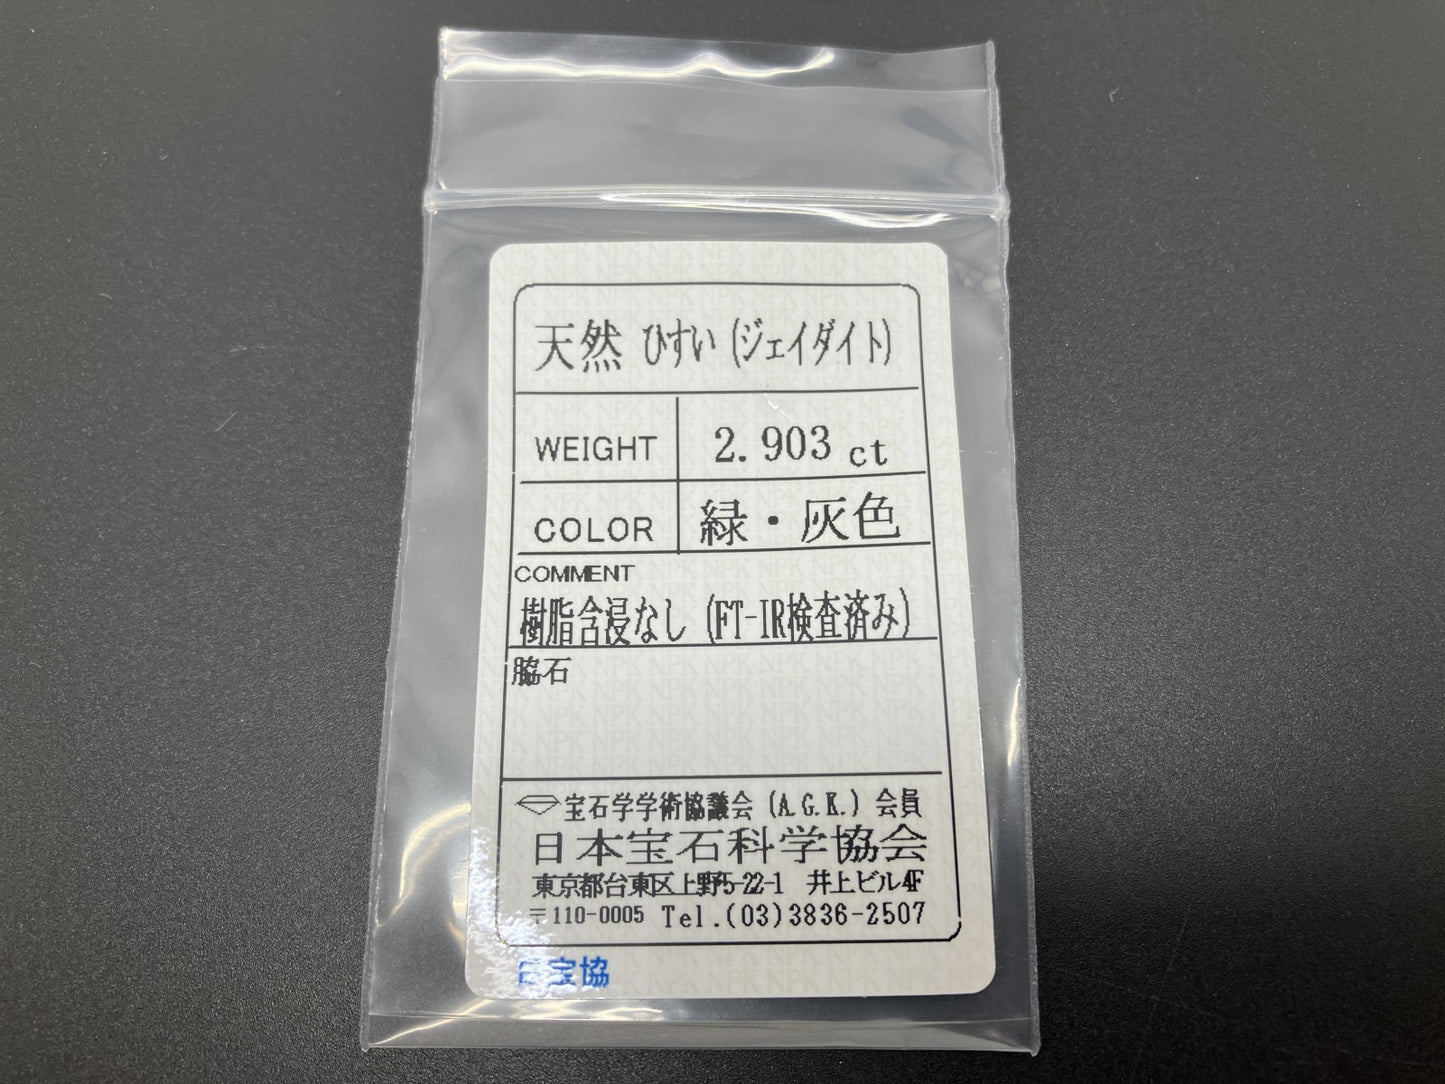 天然 ひすい (ジェイダイト)
WEIGHT 2.903 ct
COLOR 緑・灰色
COMMENT
樹脂含浸なし (FT-IR検査済み)
脇石
宝石学学術協議会 (A.G.K.) 会員
日本宝石科学協会
東京都台東区上野5-22-1 井上ビル4F
〒110-0005 Tel.(03)3836-2507
日宝協